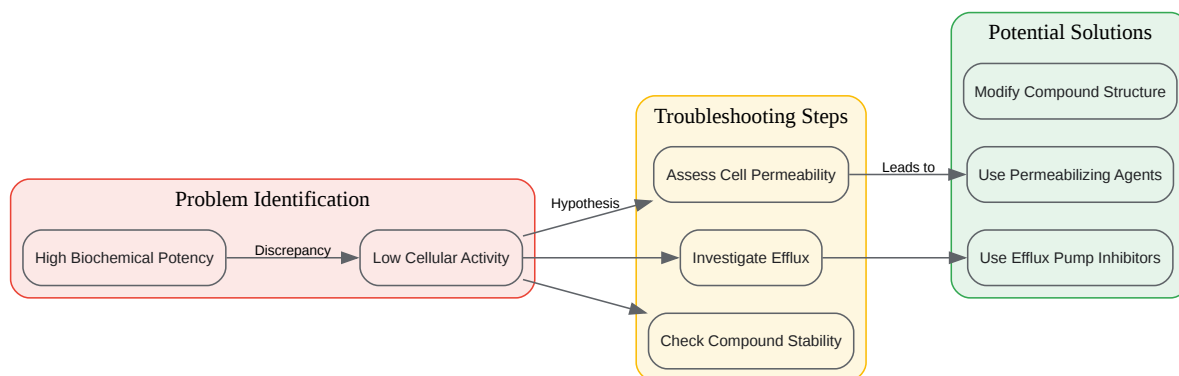 Problem Identification
High Biochemical Potency
Discrepancy
Low Cellular Activity
Hypothesis
Troubleshooting Steps
Assess Cell Permeability
Investigate Efflux
Check Compound Stability
Leads to
Potential Solutions
Modify Compound Structure
Use Permeabilizing Agents
Use Efflux Pump Inhibitors